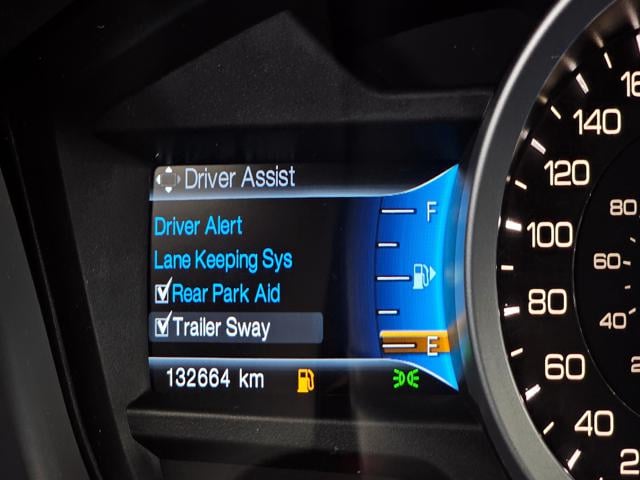 Driver Assist
Driver Alert
Lane Keeping Sys
Rear Park Aid
Trailer Sway
132664 km
F
E
140
120
100
80
60
40
80
60
40